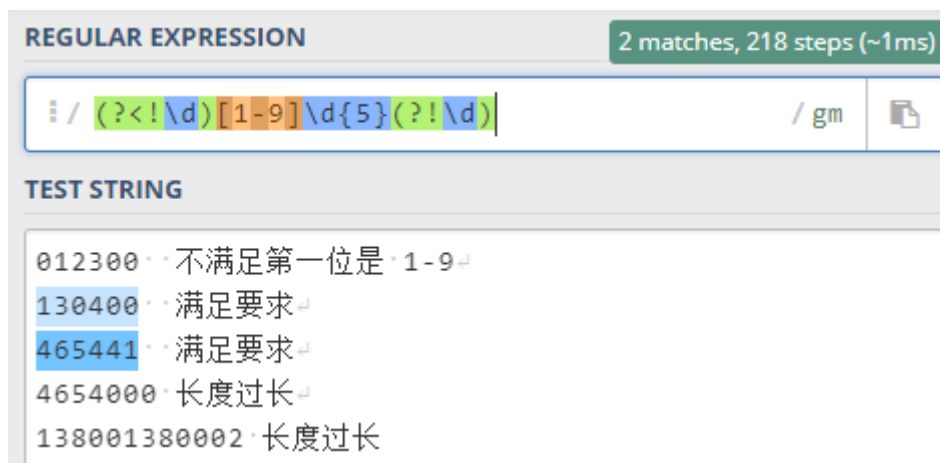 REGULAR EXPRESSION
2 matches, 218 steps (~1ms)
/ (?<!\d)[1-9]\d{5}(?!\d) / gm
TEST STRING
012300  不满足第一位是 1-9
130400  满足要求
465441  满足要求
4654000 长度过长
138001380002 长度过长